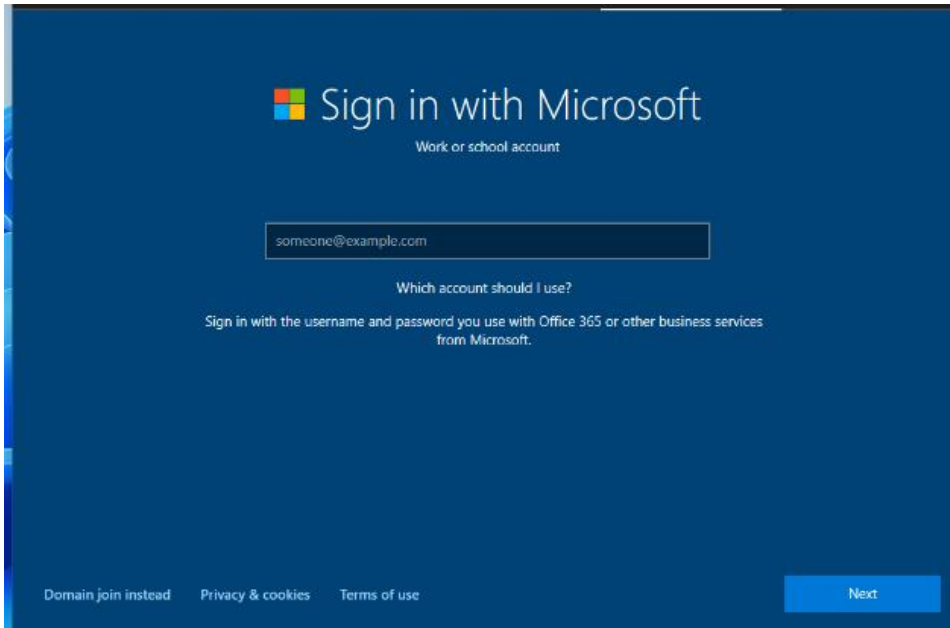 Sign in with Microsoft
Work or school account
someone@example.com
Which account should I use?
Sign in with the username and password you use with Office 365 or other business services
from Microsoft.
Domain join instead Privacy & cookies Terms of use Next